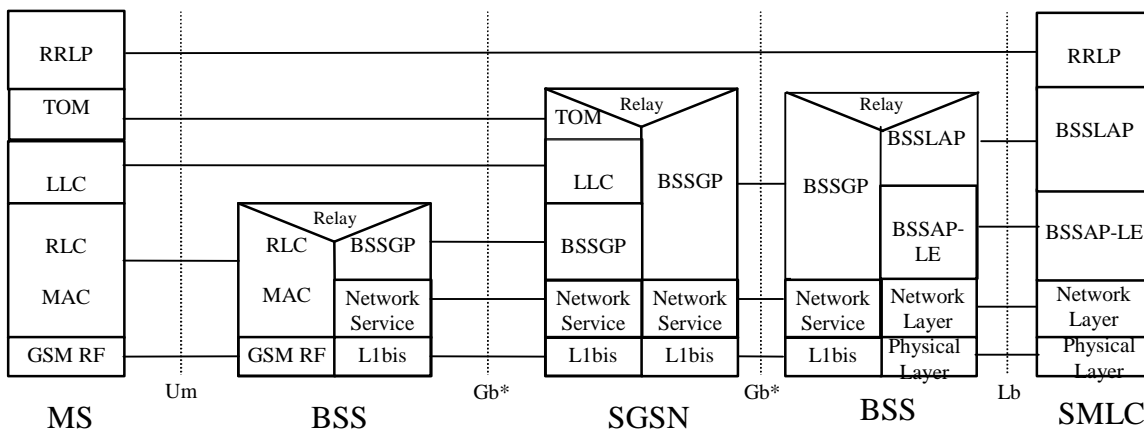 RRLP
RRLP
TOM
Relay
Relay
TOM
BSSLAP
BSSLAP
LLC
LLC
BSSGP
BSSGP
Relay
RLC
RLC
BSSGP
BSSGP
BSSAP-
LE
BSSAP-LE
MAC
MAC
Network
Service
Network
Service
Network
Service
Network
Service
Network
Layer
Network
Layer
GSM RF
GSM RF
L1bis
L1bis
L1bis
L1bis
Physical
Layer
Physical
Layer
Um
Gb*
Gb*
Lb
MS
BSS
SGSN
BSS
SMLC